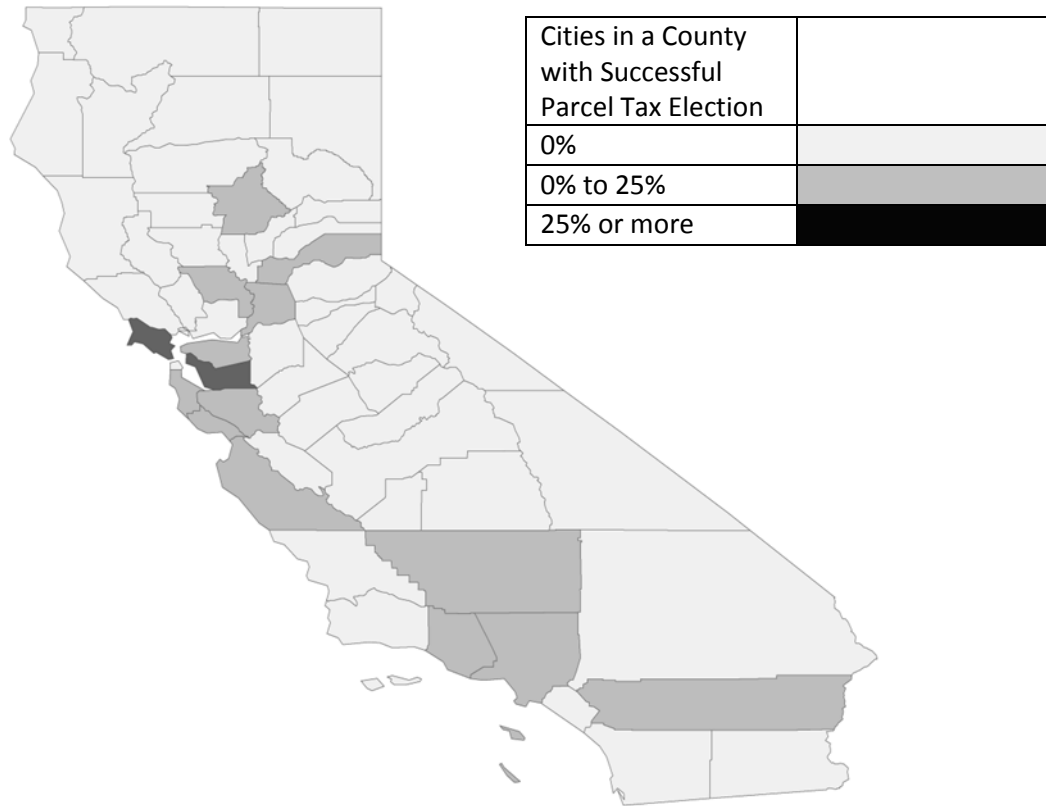 Cities in a County
with Successful
Parcel Tax Election
0%
0% to 25%
25% or more